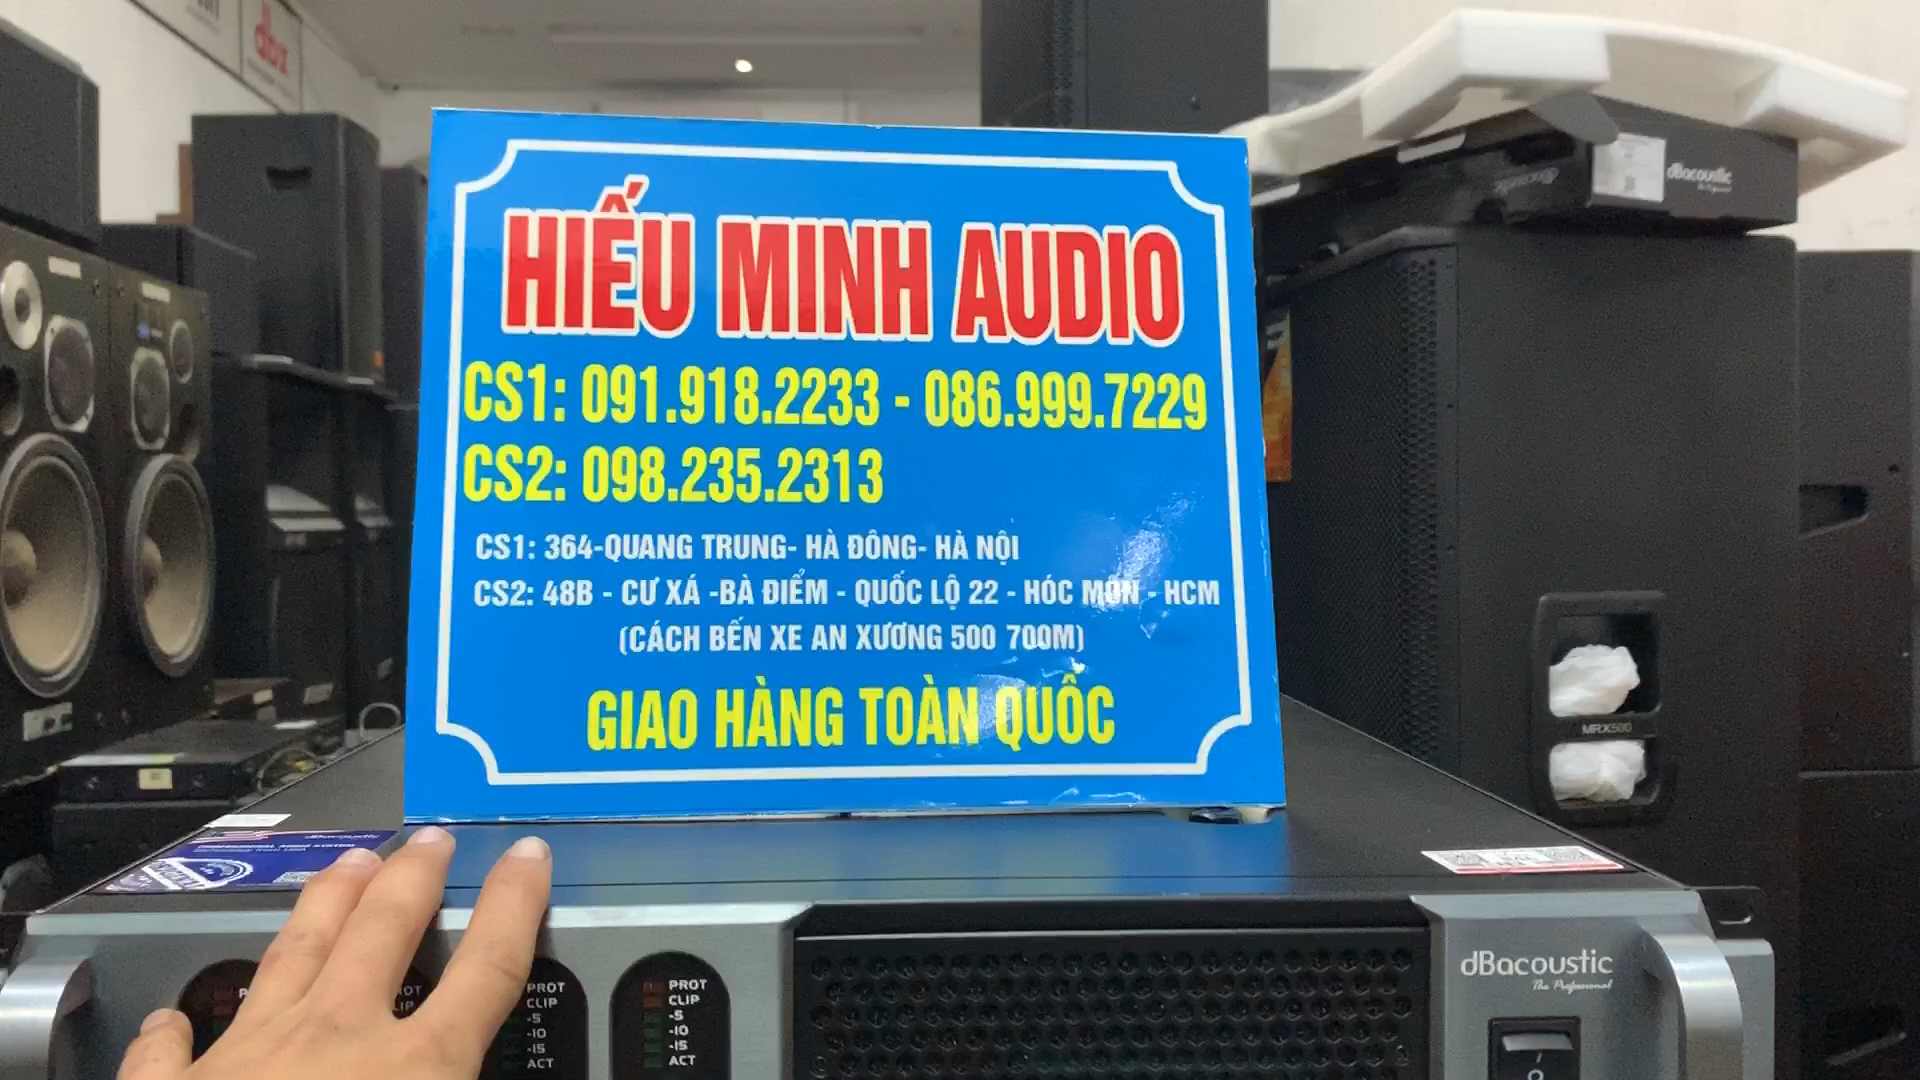 dbx
HIẾU MINH AUDIO
CS1: 091.918.2233 - 086.999.7229
CS2: 098.235.2313
CS1: 364-QUANG TRUNG- HÀ ĐÔNG- HÀ NỘI
CS2: 48B - CƯ XÁ -BÀ ĐIỂM - QUỐC LỘ 22 - HÓC MÔN - HCM
(CÁCH BẾN XE AN XƯƠNG 500 700M)
GIAO HÀNG TOÀN QUỐC
dBacoustic
MRX500
dBacoustic
PROT
CLIP
-5
-10
-15
ACT
PROT
CLIP
-5
-10
-15
ACT
dBacoustic
The Professional